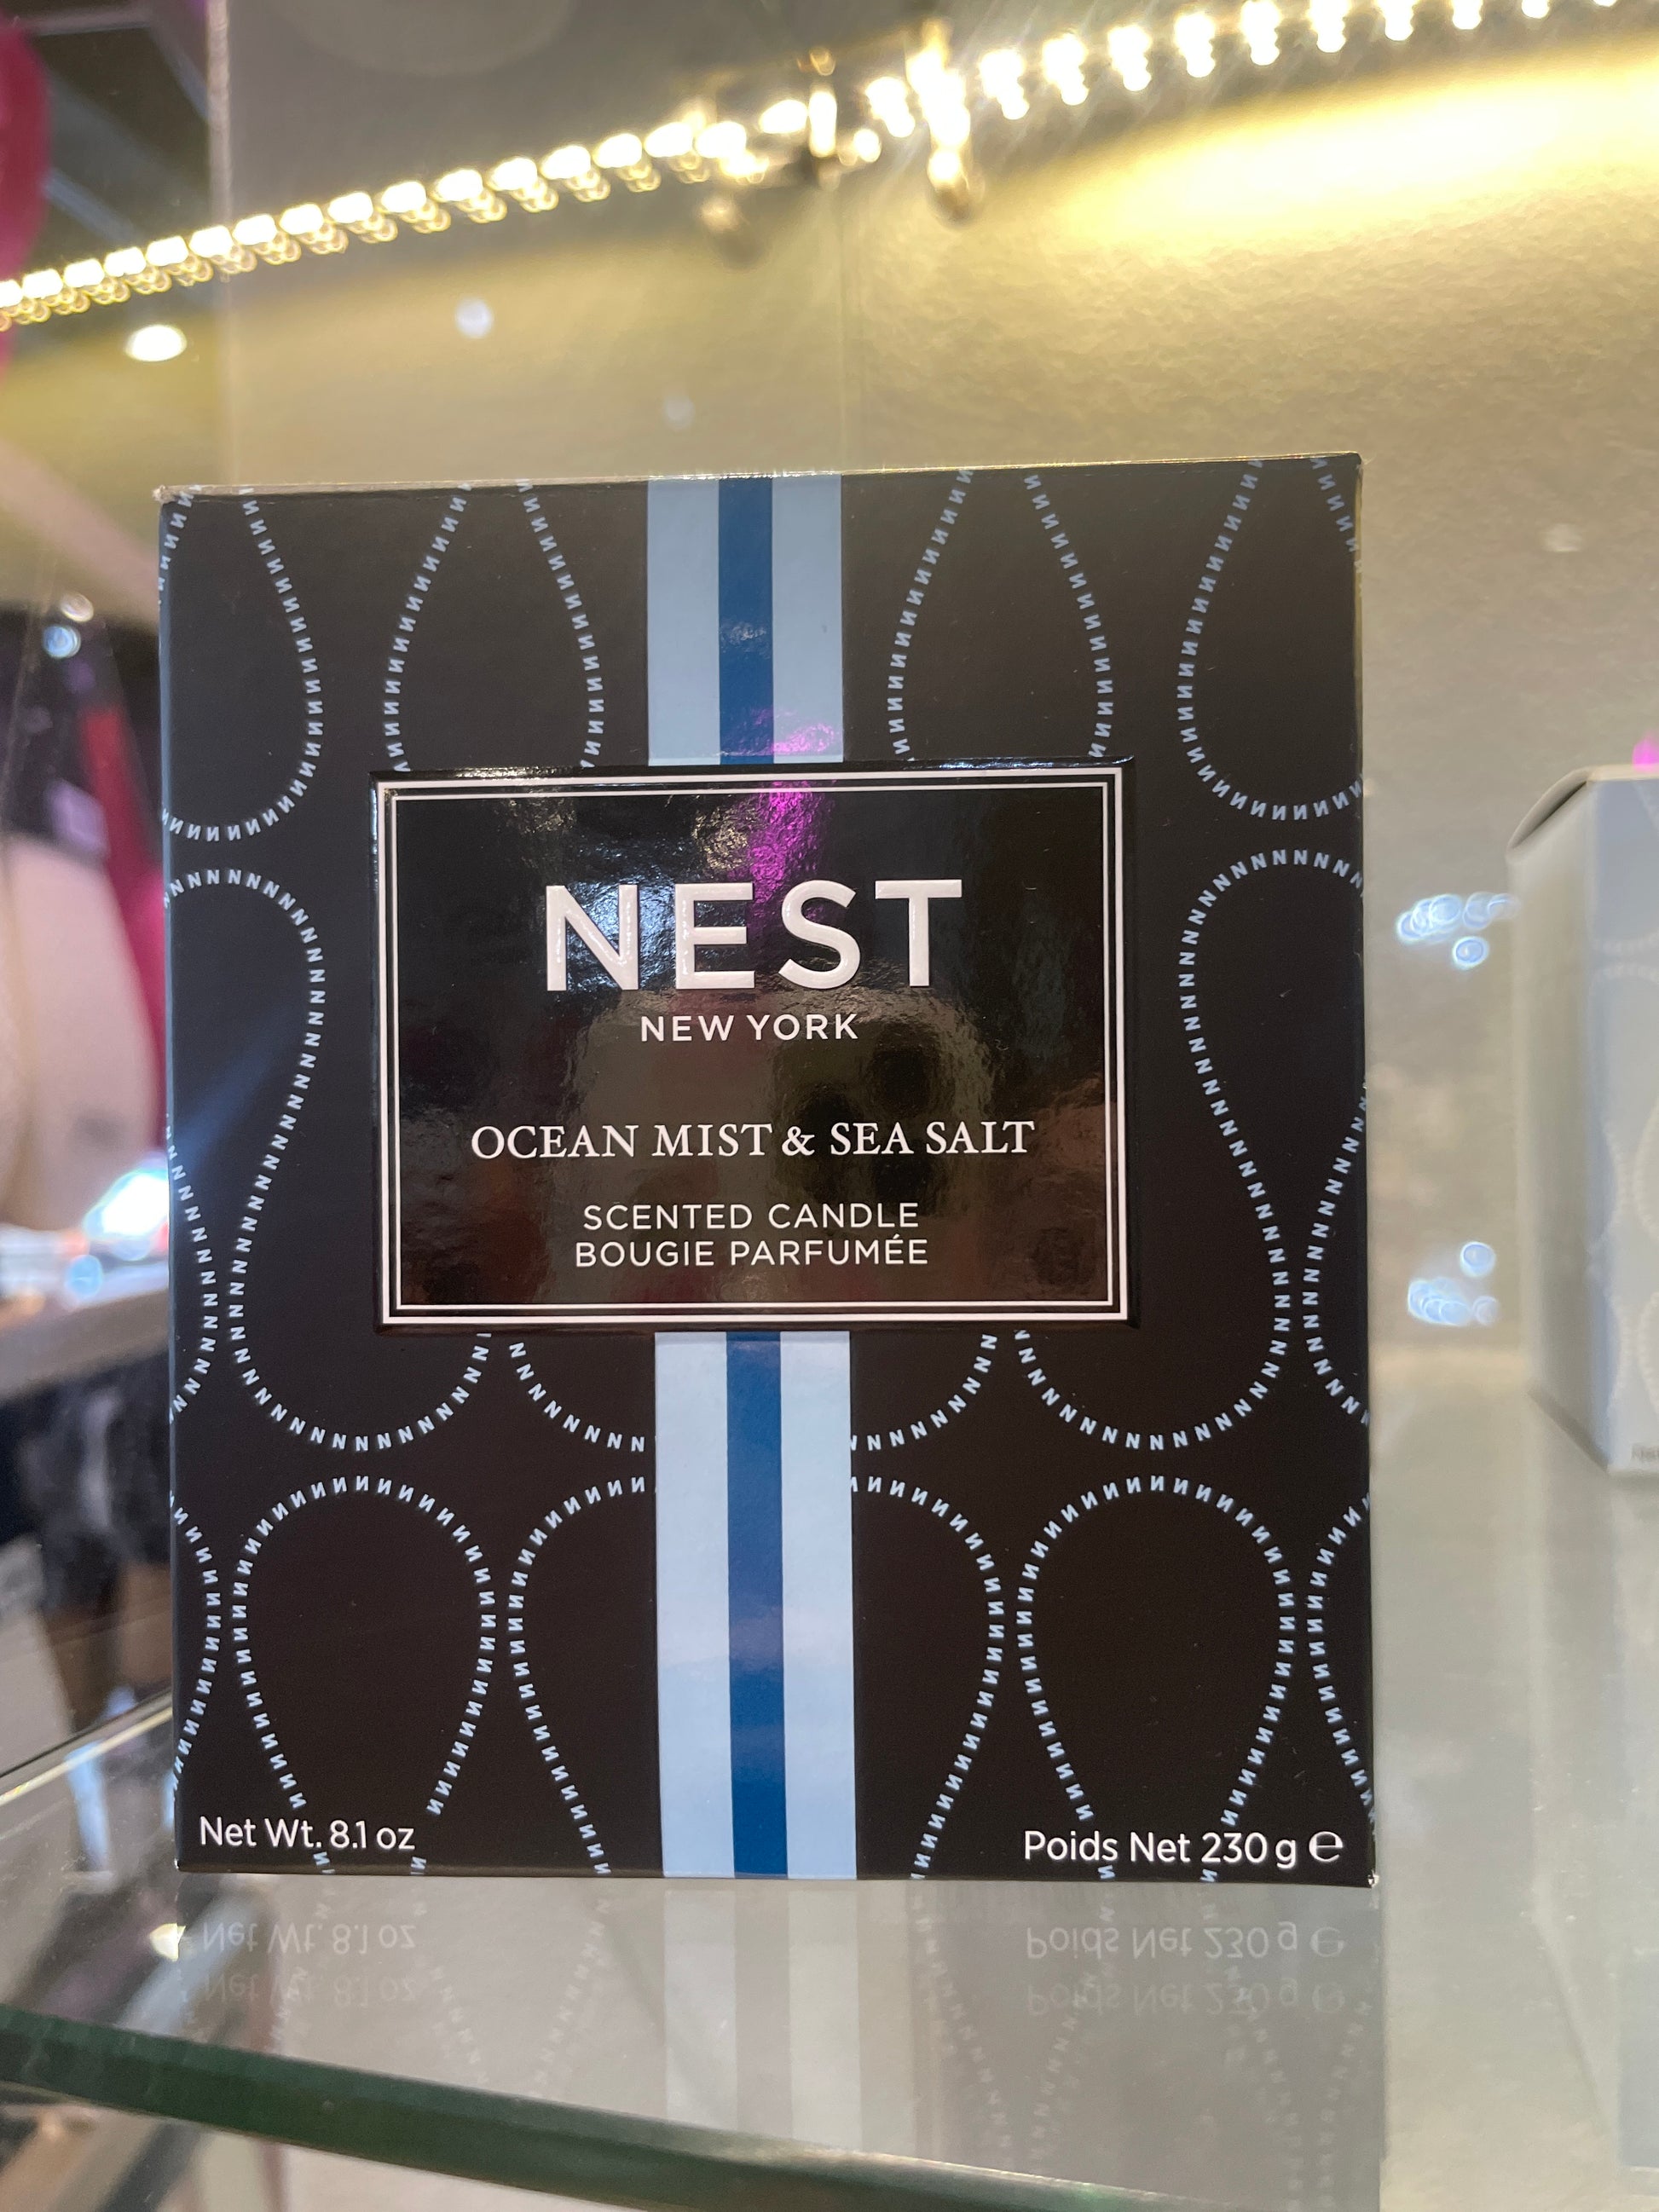 NEST
NEW YORK
OCEAN MIST & SEA SALT
SCENTED CANDLE
BOUGIE PARFUMÉE
Net Wt. 8.1 oz
Poids Net 230 g ℮